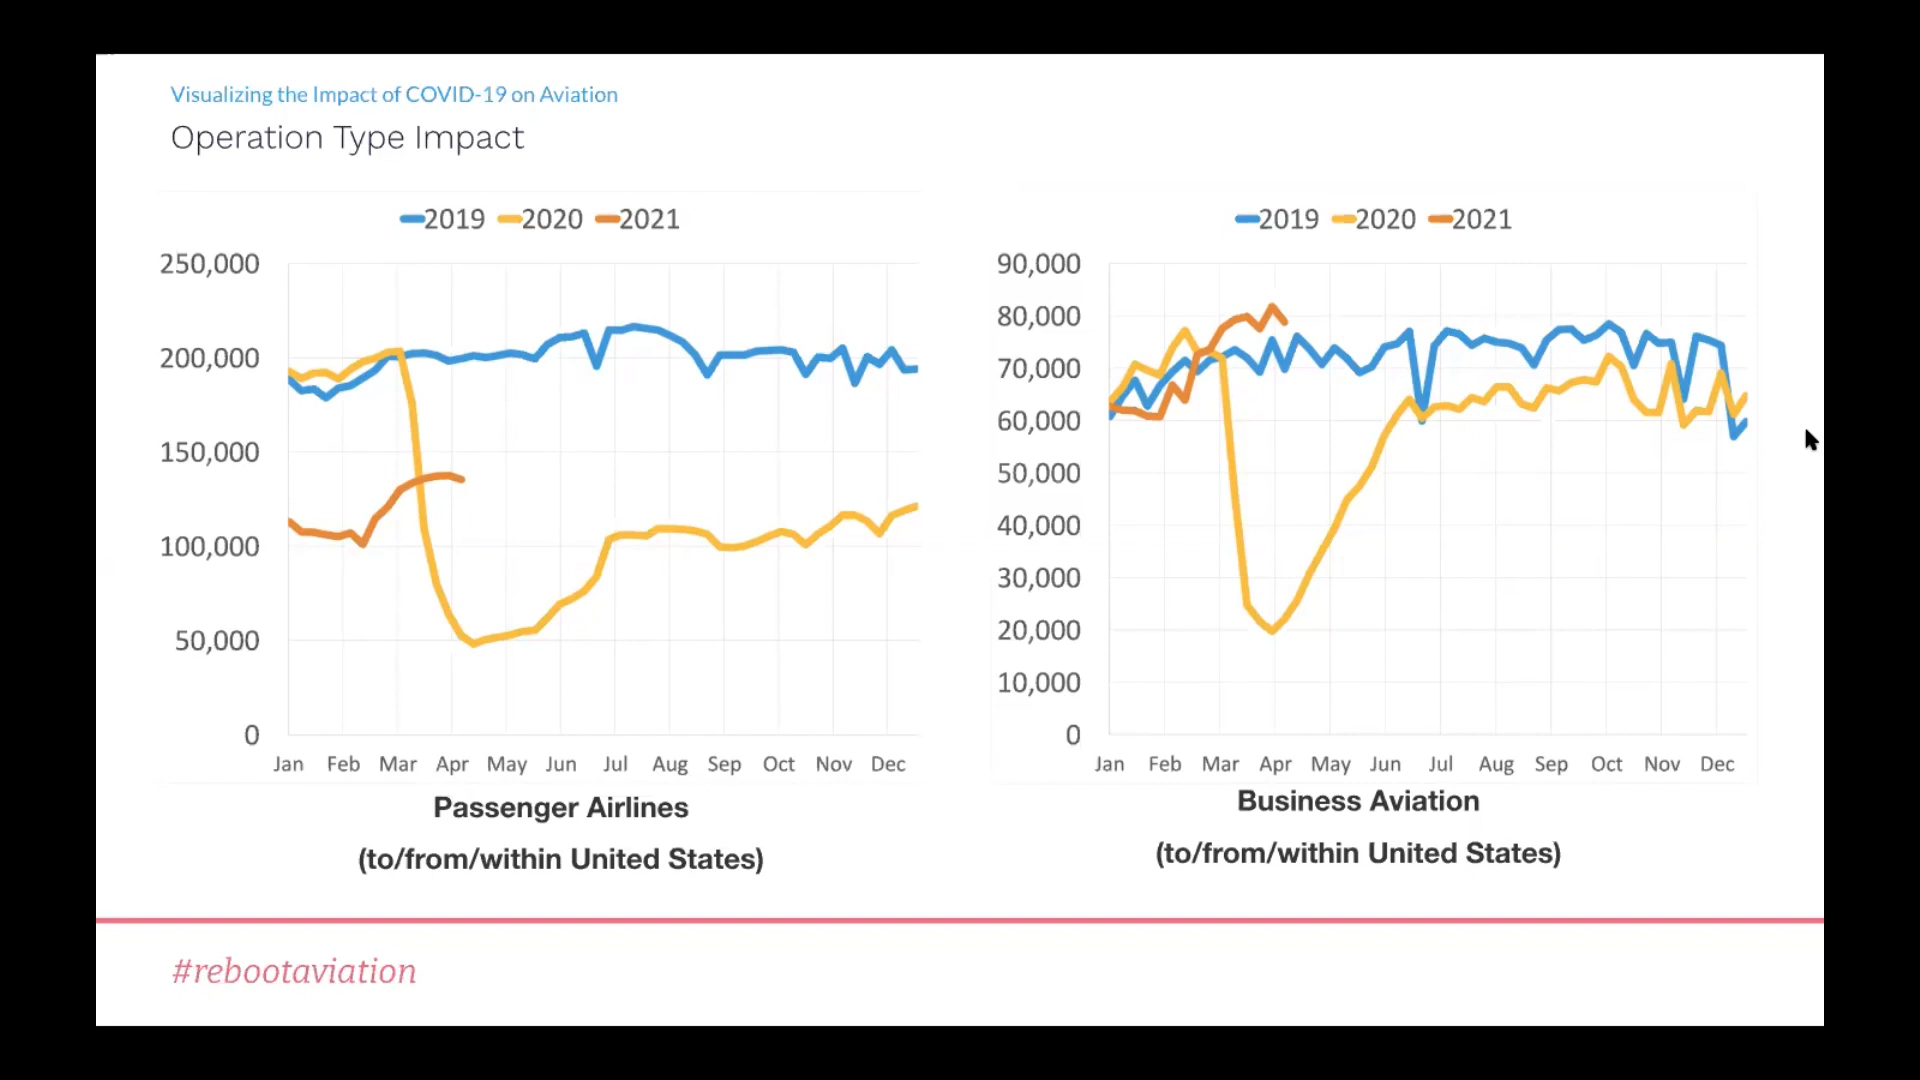 Visualizing the Impact of COVID-19 on Aviation
Operation Type Impact
2019 2020 2021
250,000
200,000
150,000
100,000
50,000
0
Jan Feb Mar Apr May Jun Jul Aug Sep Oct Nov Dec
Passenger Airlines
(to/from/within United States)
2019 2020 2021
90,000
80,000
70,000
60,000
50,000
40,000
30,000
20,000
10,000
0
Jan Feb Mar Apr May Jun Jul Aug Sep Oct Nov Dec
Business Aviation
(to/from/within United States)
#rebootaviation